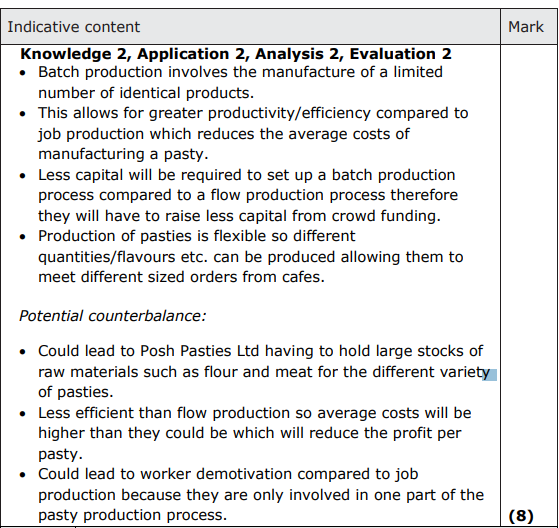 Indicative content
Mark
Knowledge 2, Application 2, Analysis 2, Evaluation 2
• Batch production involves the manufacture of a limited
number of identical products.
• This allows for greater productivity/efficiency compared to
job production which reduces the average costs of
manufacturing a pasty.
• Less capital will be required to set up a batch production
process compared to a flow production process therefore
they will have to raise less capital from crowd funding.
• Production of pasties is flexible so different
quantities/flavours etc. can be produced allowing them to
meet different sized orders from cafes.
Potential counterbalance:
• Could lead to Posh Pasties Ltd having to hold large stocks of
raw materials such as flour and meat for the different variety
of pasties.
• Less efficient than flow production so average costs will be
higher than they could be which will reduce the profit per
pasty.
• Could lead to worker demotivation compared to job
production because they are only involved in one part of the
pasty production process.
(8)